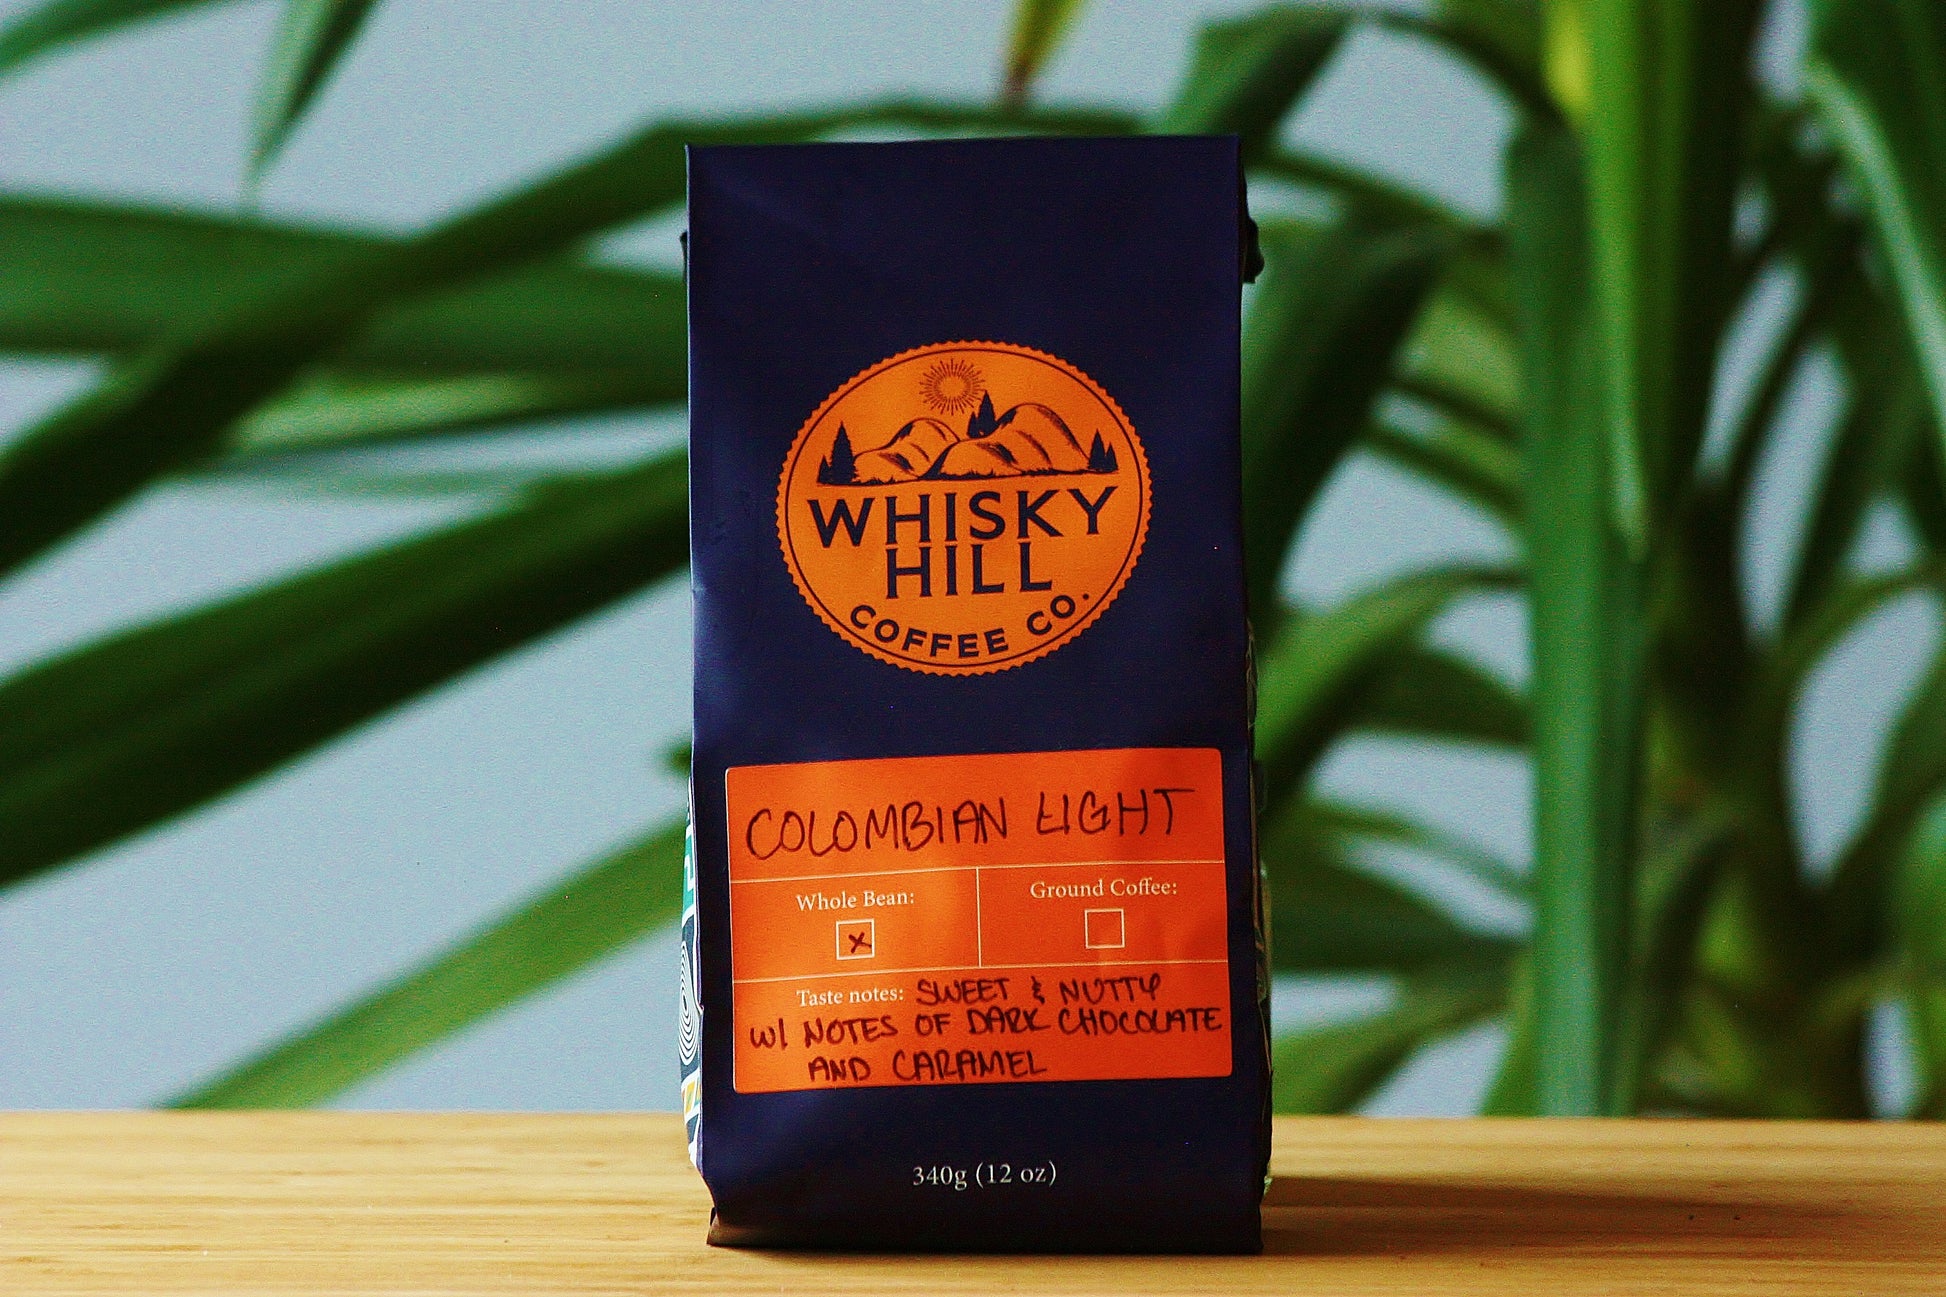 WHISKY
HILL
COFFEE CO.
COLOMBIAN LIGHT
Whole Bean:
Ground Coffee:
x
Taste notes: SWEET & NUTTY
W/ NOTES OF DARK CHOCOLATE
AND CARAMEL
340g (12 oz)